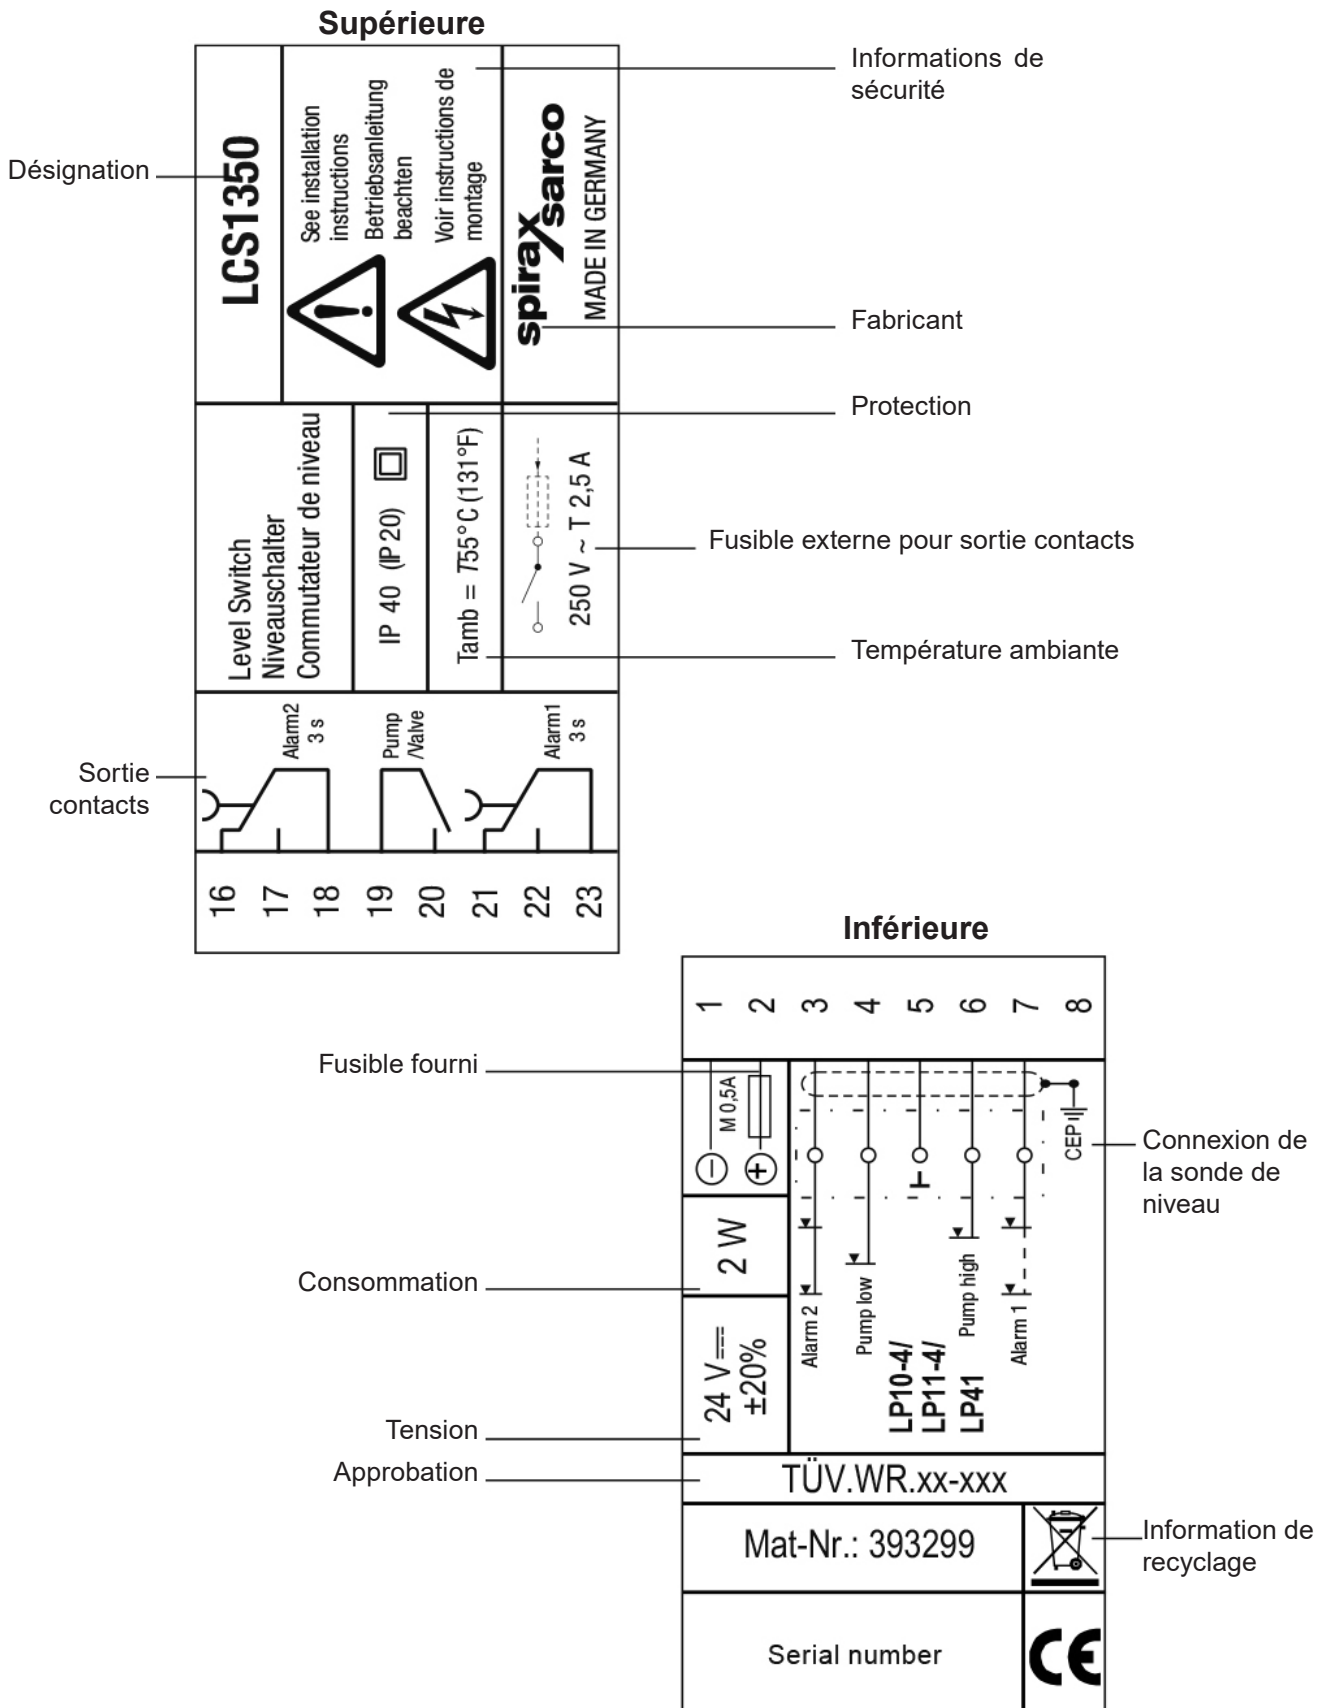 Supérieure
Informations de
sécurité
Désignation
LCS1350
See installation
instructions
Betriebsanleitung
beachten
Voir instructions de
montage
spirax
sarco
MADE IN GERMANY
Fabricant
Protection
Level Switch
Niveauschalter
Commutateur de niveau
IP 40 (IP 20)
Tamb = T55°C (131°F)
250 V ~ T 2,5 A
Fusible externe pour sortie contacts
Température ambiante
Sortie
contacts
Alarm2
3 s
Pump
/Valve
Alarm1
3 s
16
17
18
19
20
21
22
23
Inférieure
1
2
3
4
5
6
7
8
Fusible fourni
M 0,5A
CEP
Connexion de
la sonde de
niveau
Consommation
2 W
Alarm 2
Pump low
Pump high
Alarm 1
LP10-4/
LP11-4/
LP41
24 V
±20%
Tension
Approbation
TÜV.WR.xx-xxx
Mat-Nr.: 393299
Information de
recyclage
Serial number
CE